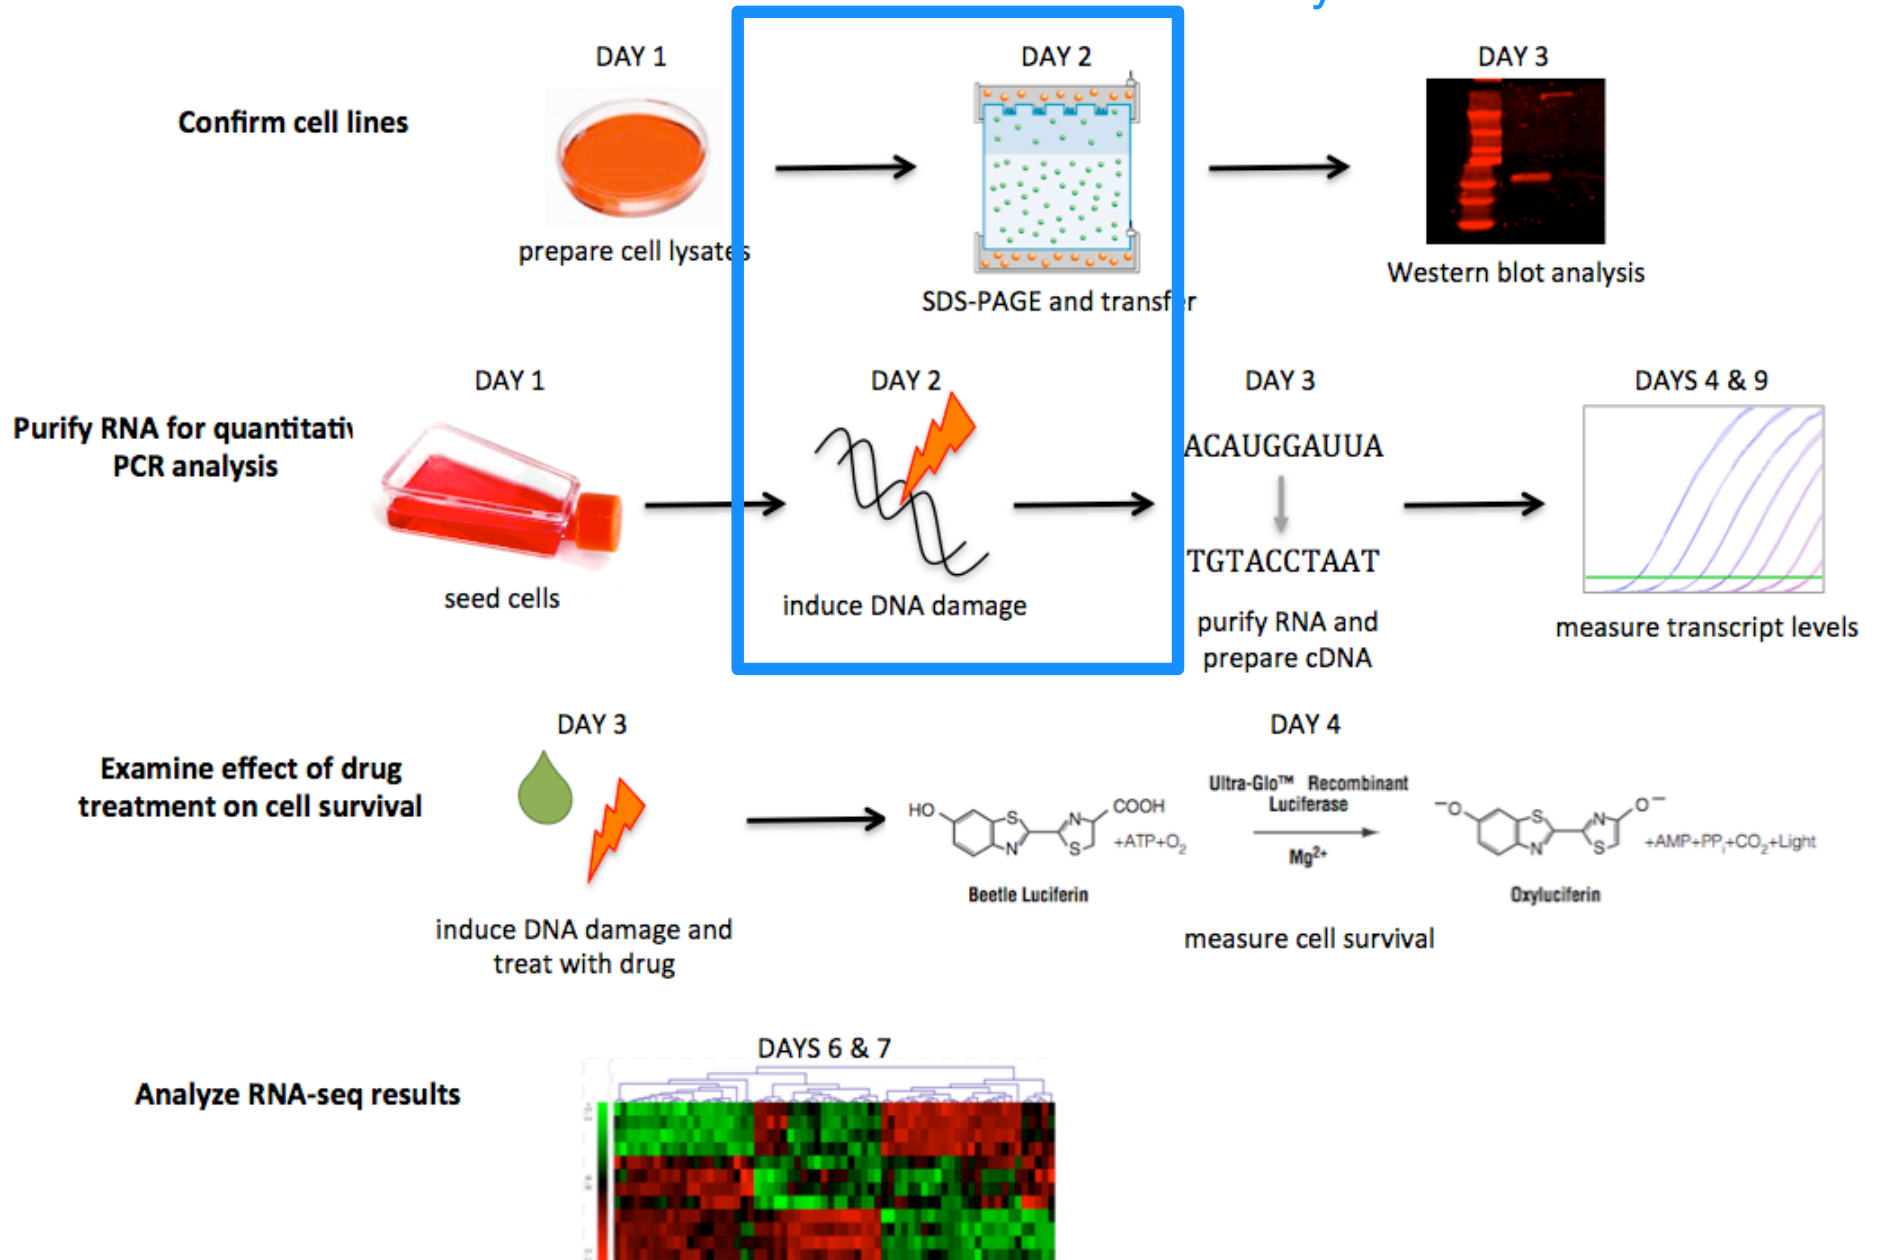 DAY 1
DAY 2
DAY 3
Confirm cell lines
prepare cell lysates
SDS-PAGE and transfer
Western blot analysis
DAY 1
DAY 2
DAY 3
DAYS 4 & 9
Purify RNA for quantitativ
PCR analysis
ACAUGGAUUA
TGTACCTAAT
seed cells
induce DNA damage
purify RNA and
prepare cDNA
measure transcript levels
DAY 3
DAY 4
Examine effect of drug
treatment on cell survival
HO
S
N
N
S
COOH
+ATP+O₂
Beetle Luciferin
Ultra-Glo™ Recombinant
Luciferase
Mg²⁺
⁻O
S
N
N
S
O⁻
+AMP+PPᵢ+CO₂+Light
Oxyluciferin
induce DNA damage and
treat with drug
measure cell survival
DAYS 6 & 7
Analyze RNA-seq results